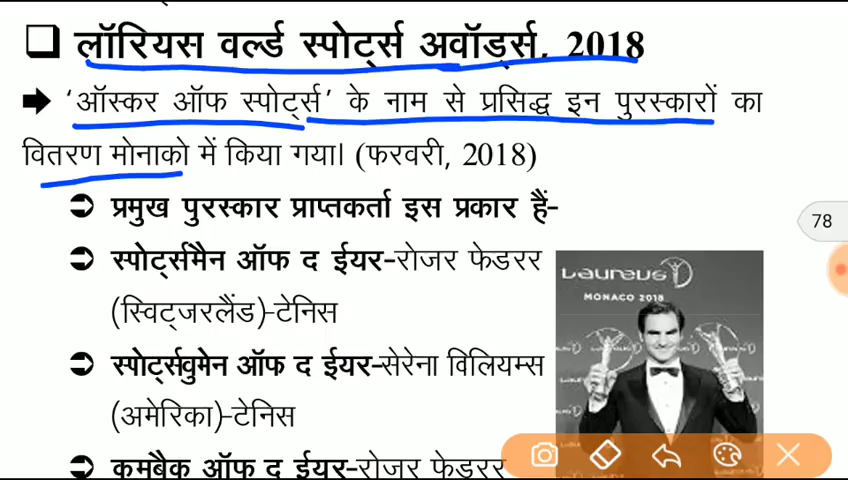 ❑ लॉरियस वर्ल्ड स्पोर्ट्स अवॉर्ड्स, 2018
➡ ‘ऑस्कर ऑफ स्पोर्ट्स’ के नाम से प्रसिद्ध इन पुरस्कारों का
वितरण मोनाको में किया गया। (फरवरी, 2018)
78
➲ प्रमुख पुरस्कार प्राप्तकर्ता इस प्रकार हैं-
➲ स्पोर्ट्समैन ऑफ द ईयर-रोजर फेडरर
(स्विट्जरलैंड)-टेनिस
LAUREUS
MONACO 2018
➲ स्पोर्ट्सवुमेन ऑफ द ईयर-सेरेना विलियम्स
(अमेरिका)-टेनिस
➲ कमबैक ऑफ द ईयर-रोजर फेडरर